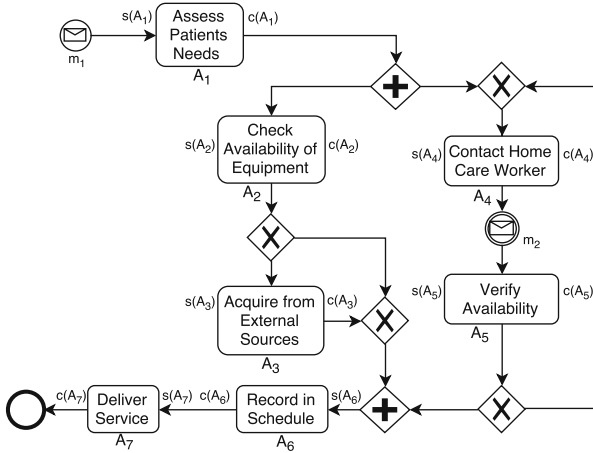 s(A1)
Assess
Patients
Needs
c(A1)
m1
A1
s(A2)
Check
Availability of
Equipment
c(A2)
A2
s(A4)
Contact Home
Care Worker
c(A4)
A4
m2
s(A3)
Acquire from
External
Sources
c(A3)
A3
s(A5)
Verify
Availability
c(A5)
A5
c(A7)
Deliver
Service
s(A7)
A7
c(A6)
Record in
Schedule
s(A6)
A6